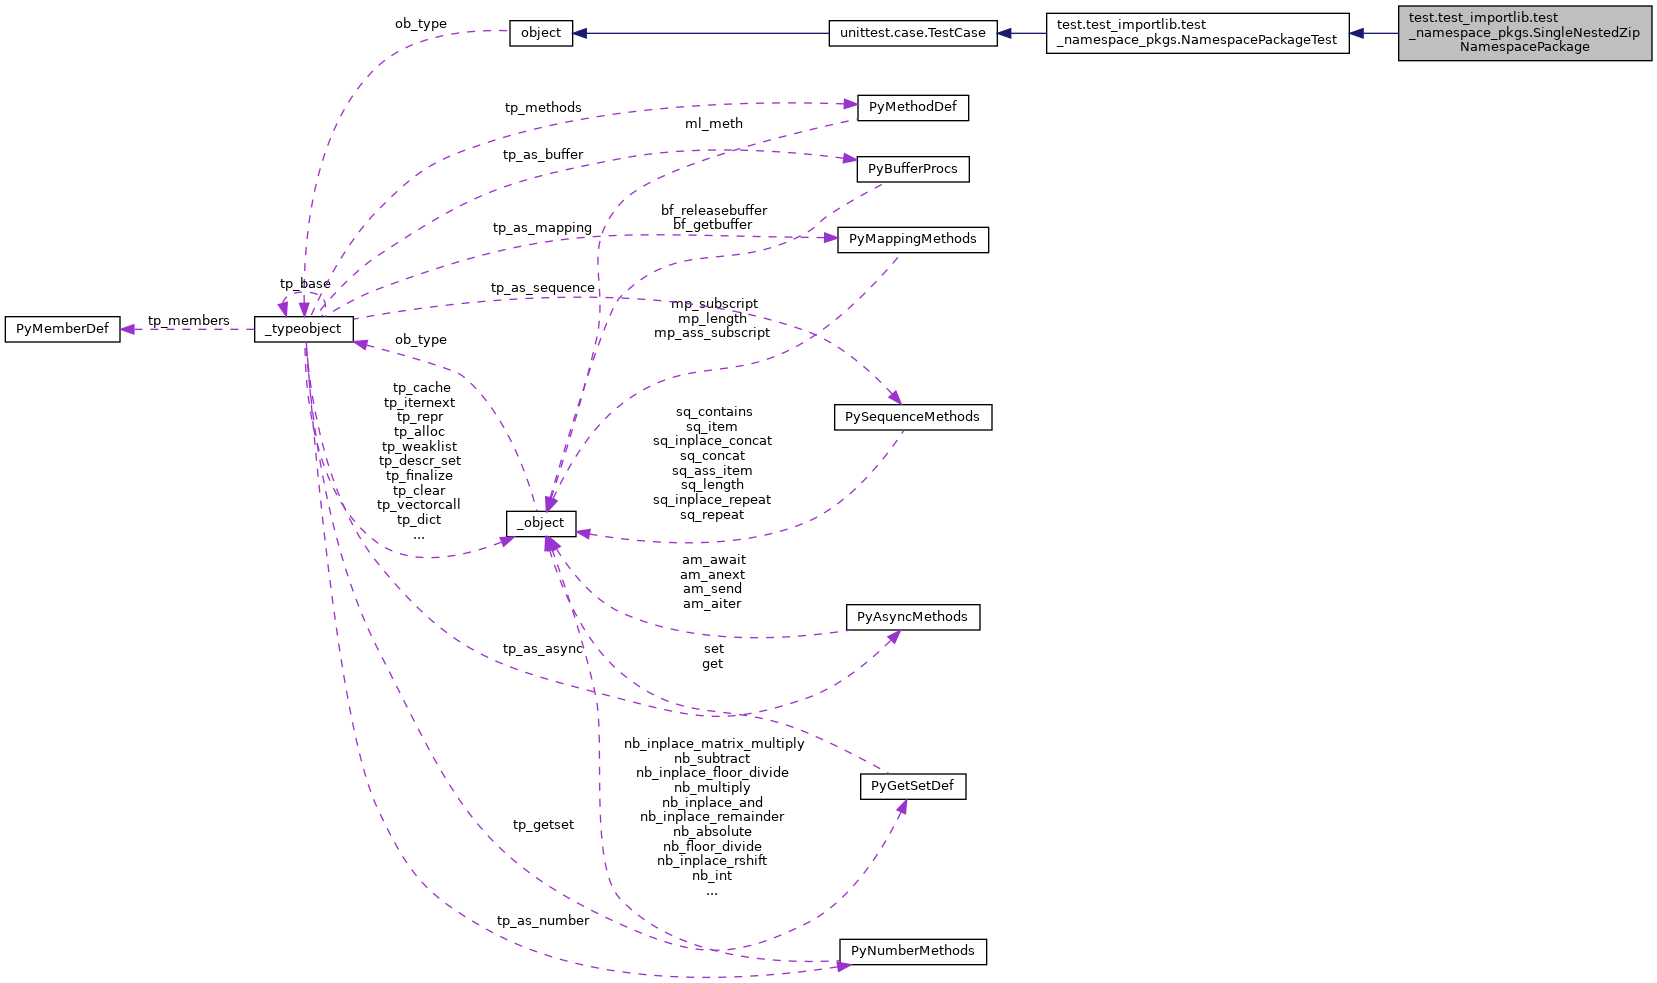 ob_type
object
unittest.case.TestCase
test.test_importlib.test
_namespace_pkgs.NamespacePackageTest
test.test_importlib.test
_namespace_pkgs.SingleNestedZip
NamespacePackage
tp_methods
ml_meth
PyMethodDef
tp_as_buffer
PyBufferProcs
tp_as_mapping
bf_releasebuffer
bf_getbuffer
PyMappingMethods
tp_base
tp_as_sequence
mp_subscript
mp_length
mp_ass_subscript
PyMemberDef
tp_members
_typeobject
ob_type
tp_cache
tp_iternext
tp_repr
tp_alloc
tp_weaklist
tp_descr_set
tp_finalize
tp_clear
tp_vectorcall
tp_dict
...
sq_contains
sq_item
sq_inplace_concat
sq_concat
sq_ass_item
sq_length
sq_inplace_repeat
sq_repeat
PySequenceMethods
_object
am_await
am_anext
am_send
am_aiter
PyAsyncMethods
tp_as_async
set
get
nb_inplace_matrix_multiply
nb_subtract
nb_inplace_floor_divide
nb_multiply
nb_inplace_and
nb_inplace_remainder
nb_absolute
nb_floor_divide
nb_inplace_rshift
nb_int
...
PyGetSetDef
tp_getset
tp_as_number
PyNumberMethods